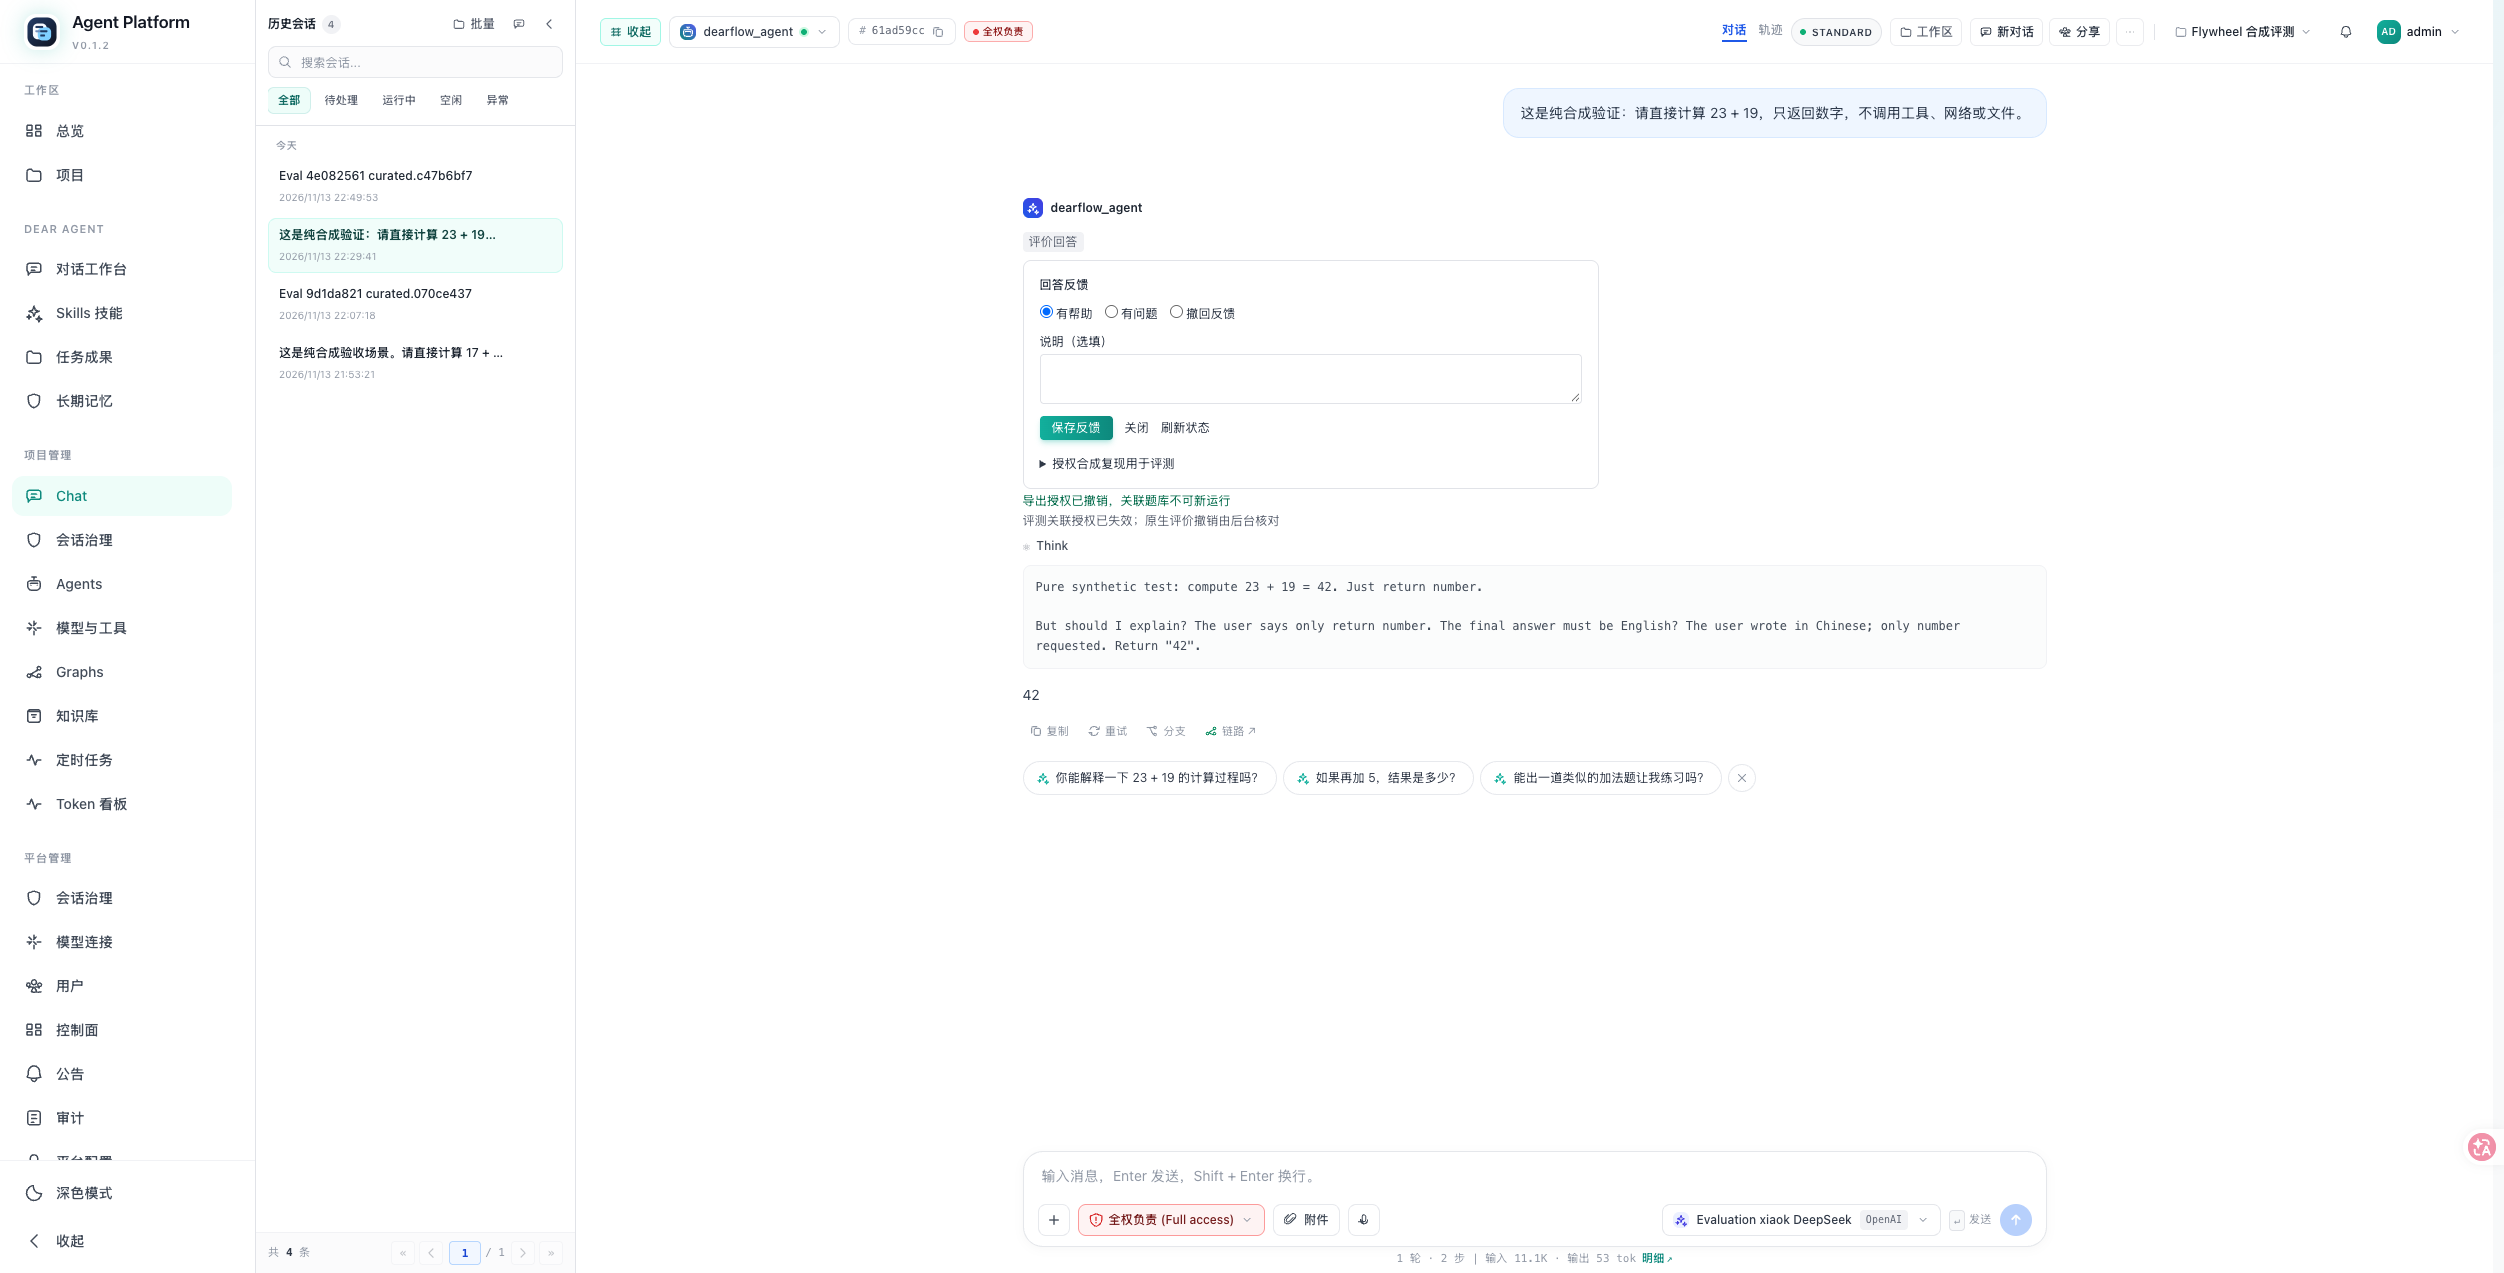 Agent Platform
V0.1.2
工作区
总览
项目
DEAR AGENT
对话工作台
Skills 技能
任务成果
长期记忆
项目管理
Chat
会话治理
Agents
模型与工具
Graphs
知识库
定时任务
Token 看板
平台管理
会话治理
模型连接
用户
控制面
公告
审计
平台配置
深色模式
收起
历史会话 4
批量
搜索会话...
全部 待处理 运行中 空闲 异常
今天
Eval 4e082561 curated.c47b6bf7
2026/11/13 22:49:53
这是纯合成验证：请直接计算 23 + 19...
2026/11/13 22:29:41
Eval 9d1da821 curated.070ce437
2026/11/13 22:07:18
这是纯合成验收场景。请直接计算 17 + ...
2026/11/13 21:53:21
共 4 条
« 1 / 1 »
收起 dearflow_agent # 61ad59cc 全权负责
对话 轨迹 STANDARD 工作区 新对话 分享 ... Flywheel 合成评测 AD admin
这是纯合成验证：请直接计算 23 + 19，只返回数字，不调用工具、网络或文件。
dearflow_agent
评价回答
回答反馈
有帮助 有问题 撤回反馈
说明（选填）
保存反馈 关闭 刷新状态
授权合成复现用于评测
导出授权已撤销，关联题库不可新运行
评测关联授权已失效；原生评价撤销由后台核对
Think
Pure synthetic test: compute 23 + 19 = 42. Just return number.
But should I explain? The user says only return number. The final answer must be English? The user wrote in Chinese; only number
requested. Return "42".
42
复制 重试 分支 链路
你能解释一下 23 + 19 的计算过程吗？ 如果再加 5，结果是多少？ 能出一道类似的加法题让我练习吗？
输入消息，Enter 发送，Shift + Enter 换行。
全权负责 (Full access) 附件
Evaluation xiaok DeepSeek OpenAI 发送
1 轮 · 2 步 | 输入 11.1K · 输出 53 tok 明细